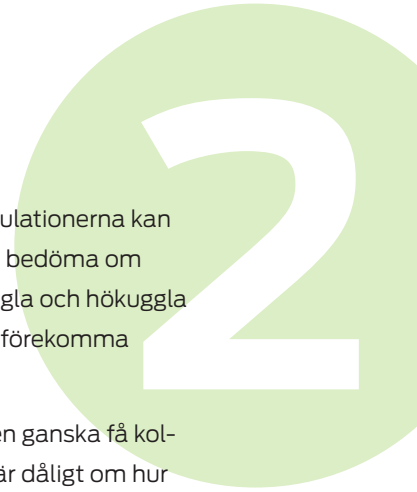 2
ulationerna kan
bedöma om
gla och hökuggla
förekomma
en ganska få kol-
är dåligt om hur